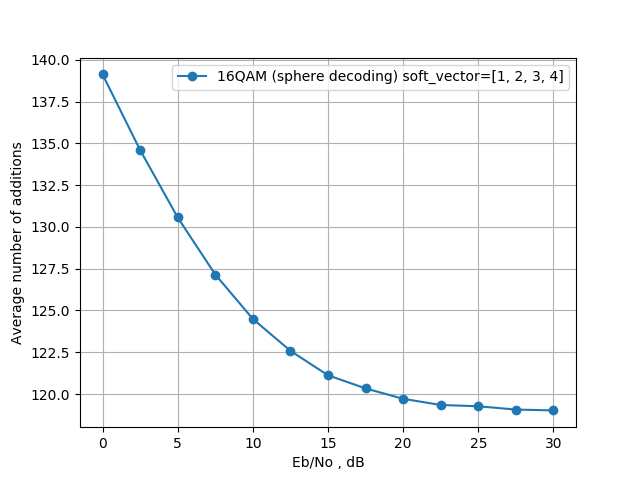 16QAM (sphere decoding) soft_vector=[1, 2, 3, 4]
Average number of additions
140.0
137.5
135.0
132.5
130.0
127.5
125.0
122.5
120.0
0 5 10 15 20 25 30
Eb/No , dB